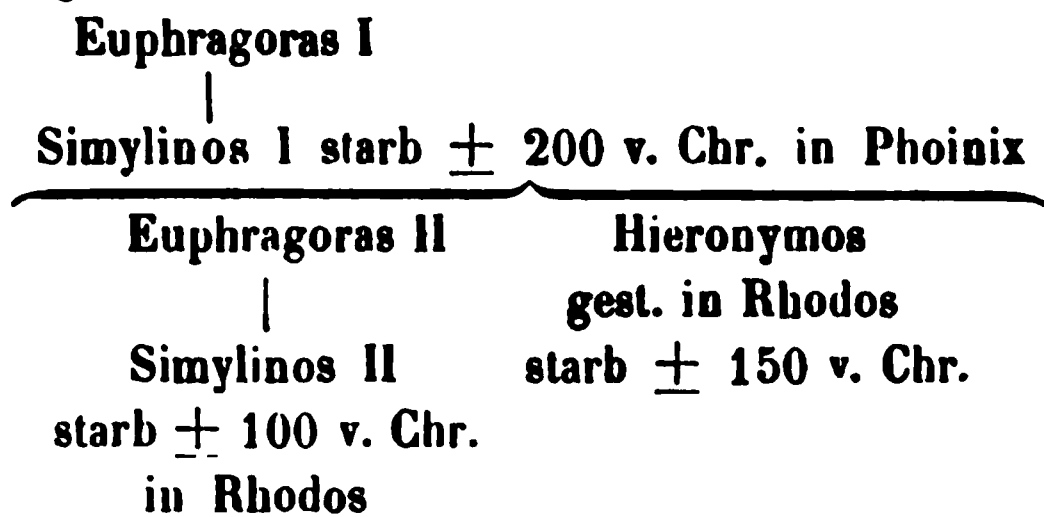 Euphragoras I
Simylinos I starb ± 200 v. Chr. in Phoinix
Euphragoras II
Hieronymos
gest. in Rhodos
starb ± 150 v. Chr.
Simylinos II
starb ± 100 v. Chr.
in Rhodos